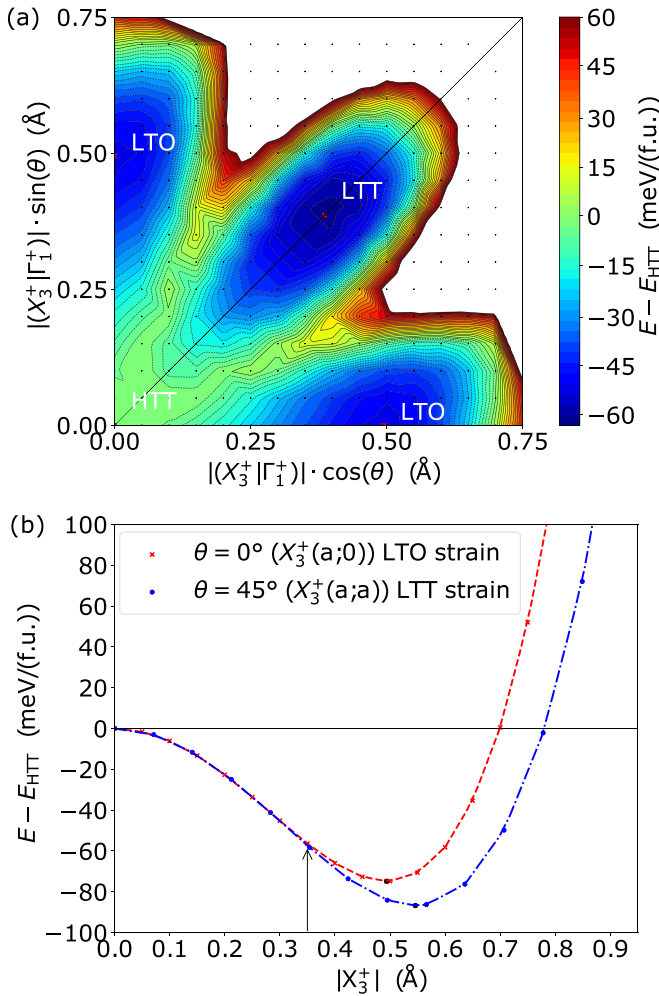 (a)
0.75
0.50
0.25
0.00
|(X₃⁺|Γ₁⁺)| · sin(θ) (Å)
LTO
LTT
HTT
LTO
0.00
0.25
0.50
0.75
|(X₃⁺|Γ₁⁺)| · cos(θ) (Å)
60
45
30
15
0
−15
−30
−45
−60
E − E_HTT (meV/(f.u.))
(b)
100
80
60
40
20
0
−20
−40
−60
−80
−100
E − E_HTT (meV/(f.u.))
θ = 0° (X₃⁺(a;0)) LTO strain
θ = 45° (X₃⁺(a;a)) LTT strain
0.0
0.1
0.2
0.3
0.4
0.5
0.6
0.7
0.8
0.9
|X₃⁺| (Å)